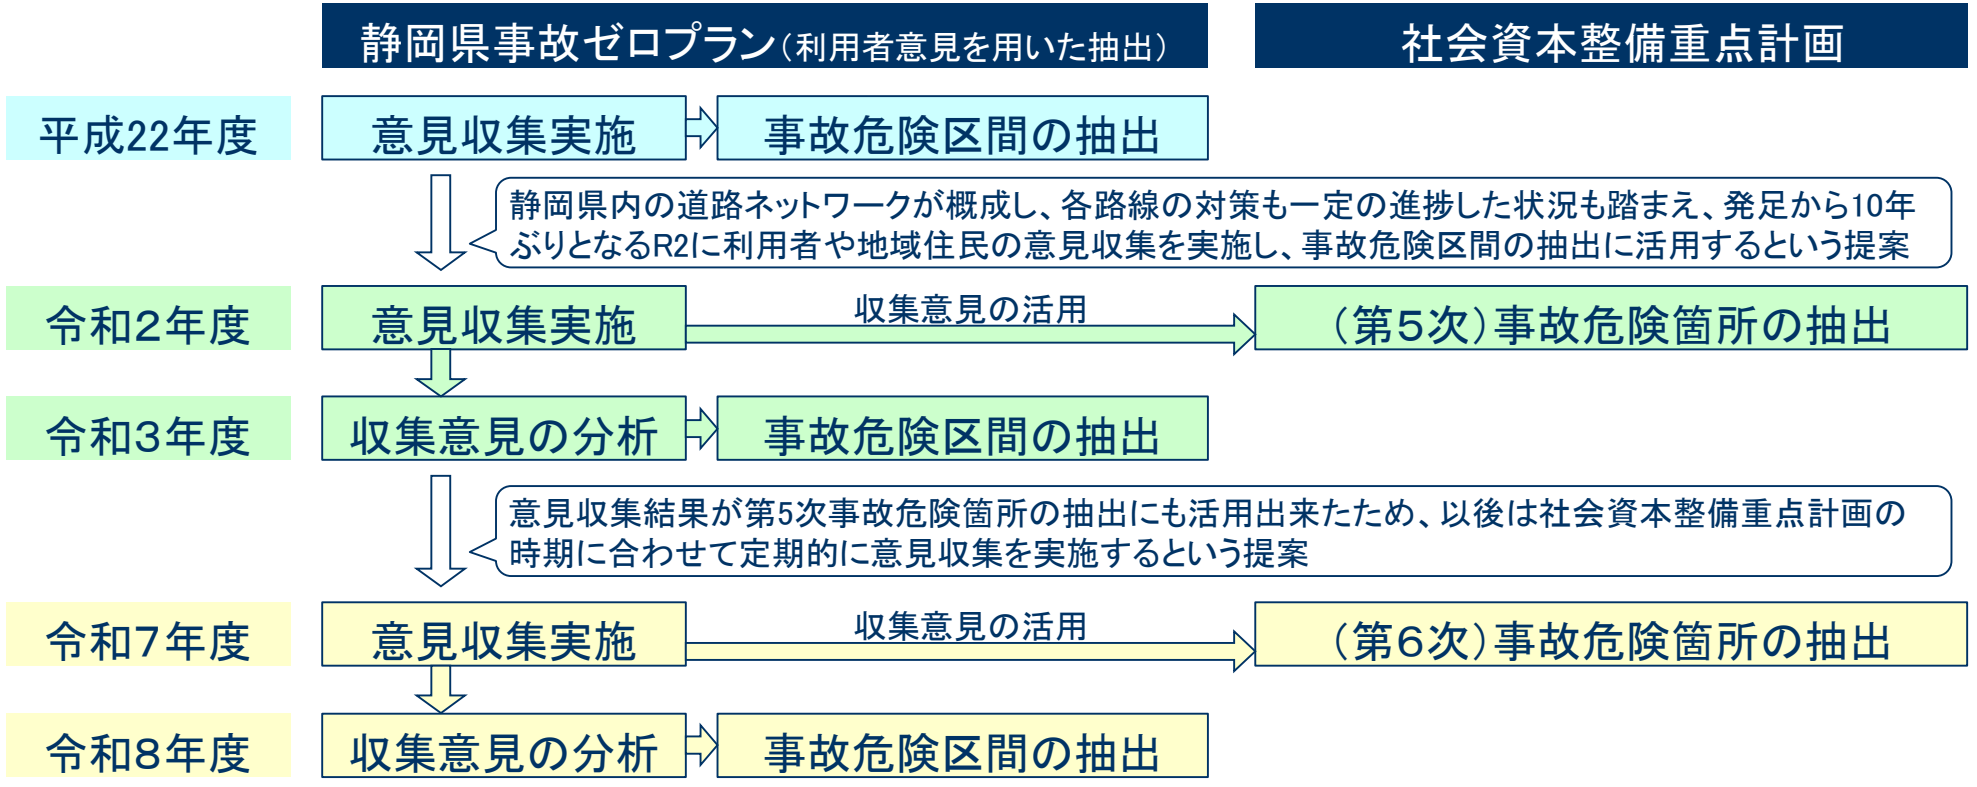 静岡県事故ゼロプラン（利用者意見を用いた抽出）
社会資本整備重点計画
平成22年度
意見収集実施
事故危険区間の抽出
静岡県内の道路ネットワークが概成し、各路線の対策も一定の進捗した状況も踏まえ、発足から10年
ぶりとなるR2に利用者や地域住民の意見収集を実施し、事故危険区間の抽出に活用するという提案
令和２年度
意見収集実施
収集意見の活用
（第５次）事故危険箇所の抽出
令和３年度
収集意見の分析
事故危険区間の抽出
意見収集結果が第5次事故危険箇所の抽出にも活用出来たため、以後は社会資本整備重点計画の
時期に合わせて定期的に意見収集を実施するという提案
令和７年度
意見収集実施
収集意見の活用
（第６次）事故危険箇所の抽出
令和８年度
収集意見の分析
事故危険区間の抽出